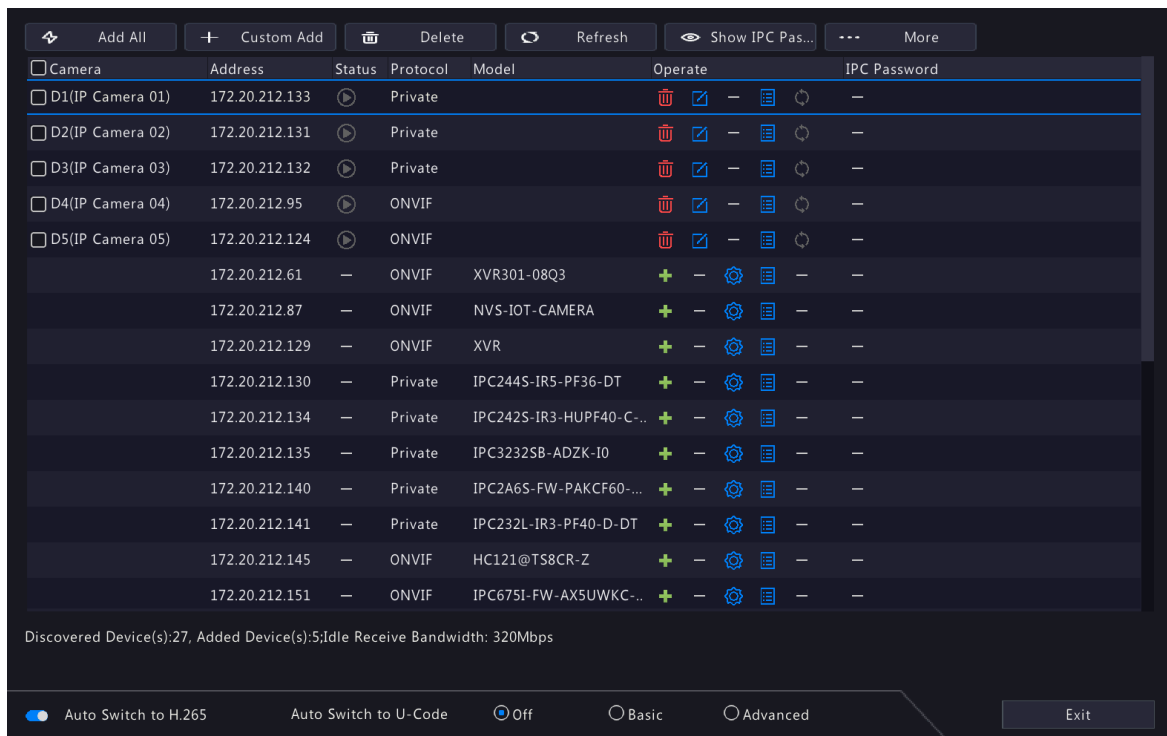 Add All Custom Add Delete Refresh Show IPC Pas... More
Camera Address Status Protocol Model Operate IPC Password
D1(IP Camera 01) 172.20.212.133 Private —  —
D2(IP Camera 02) 172.20.212.131 Private —  —
D3(IP Camera 03) 172.20.212.132 Private —  —
D4(IP Camera 04) 172.20.212.95 ONVIF —  —
D5(IP Camera 05) 172.20.212.124 ONVIF —  —
172.20.212.61 — ONVIF XVR301-08Q3 — — —
172.20.212.87 — ONVIF NVS-IOT-CAMERA — — —
172.20.212.129 — ONVIF XVR — — —
172.20.212.130 — Private IPC244S-IR5-PF36-DT — — —
172.20.212.134 — Private IPC242S-IR3-HUPF40-C-.. — — —
172.20.212.135 — Private IPC3232SB-ADZK-I0 — — —
172.20.212.140 — Private IPC2A6S-FW-PAKCF60-... — — —
172.20.212.141 — Private IPC232L-IR3-PF40-D-DT — — —
172.20.212.145 — ONVIF HC121@TS8CR-Z — — —
172.20.212.151 — ONVIF IPC675I-FW-AX5UWKC-.. — — —
Discovered Device(s):27, Added Device(s):5;Idle Receive Bandwidth: 320Mbps
Auto Switch to H.265 Auto Switch to U-Code Off Basic Advanced Exit